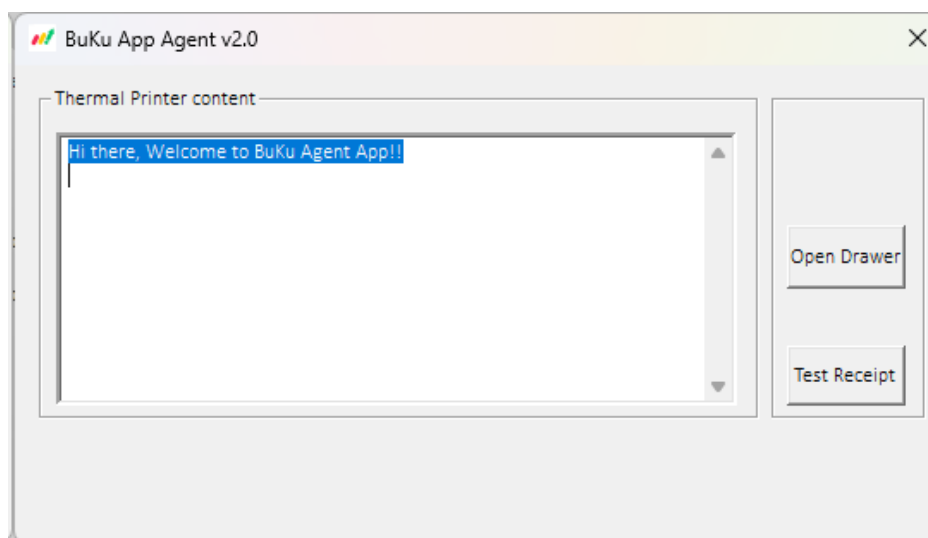 BuKu App Agent v2.0
Thermal Printer content
Hi there, Welcome to BuKu Agent App!!
Open Drawer
Test Receipt